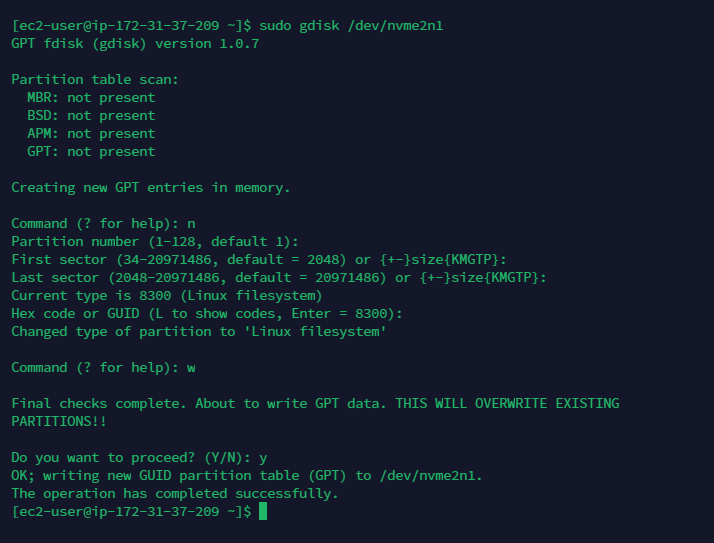 [ec2-user@ip-172-31-37-209 ~]$ sudo gdisk /dev/nvme2n1
GPT fdisk (gdisk) version 1.0.7
Partition table scan:
  MBR: not present
  BSD: not present
  APM: not present
  GPT: not present
Creating new GPT entries in memory.
Command (? for help): n
Partition number (1-128, default 1):
First sector (34-20971486, default = 2048) or {+-}size{KMGTP}:
Last sector (2048-20971486, default = 20971486) or {+-}size{KMGTP}:
Current type is 8300 (Linux filesystem)
Hex code or GUID (L to show codes, Enter = 8300):
Changed type of partition to 'Linux filesystem'
Command (? for help): w
Final checks complete. About to write GPT data. THIS WILL OVERWRITE EXISTING
PARTITIONS!!
Do you want to proceed? (Y/N): y
OK; writing new GUID partition table (GPT) to /dev/nvme2n1.
The operation has completed successfully.
[ec2-user@ip-172-31-37-209 ~]$